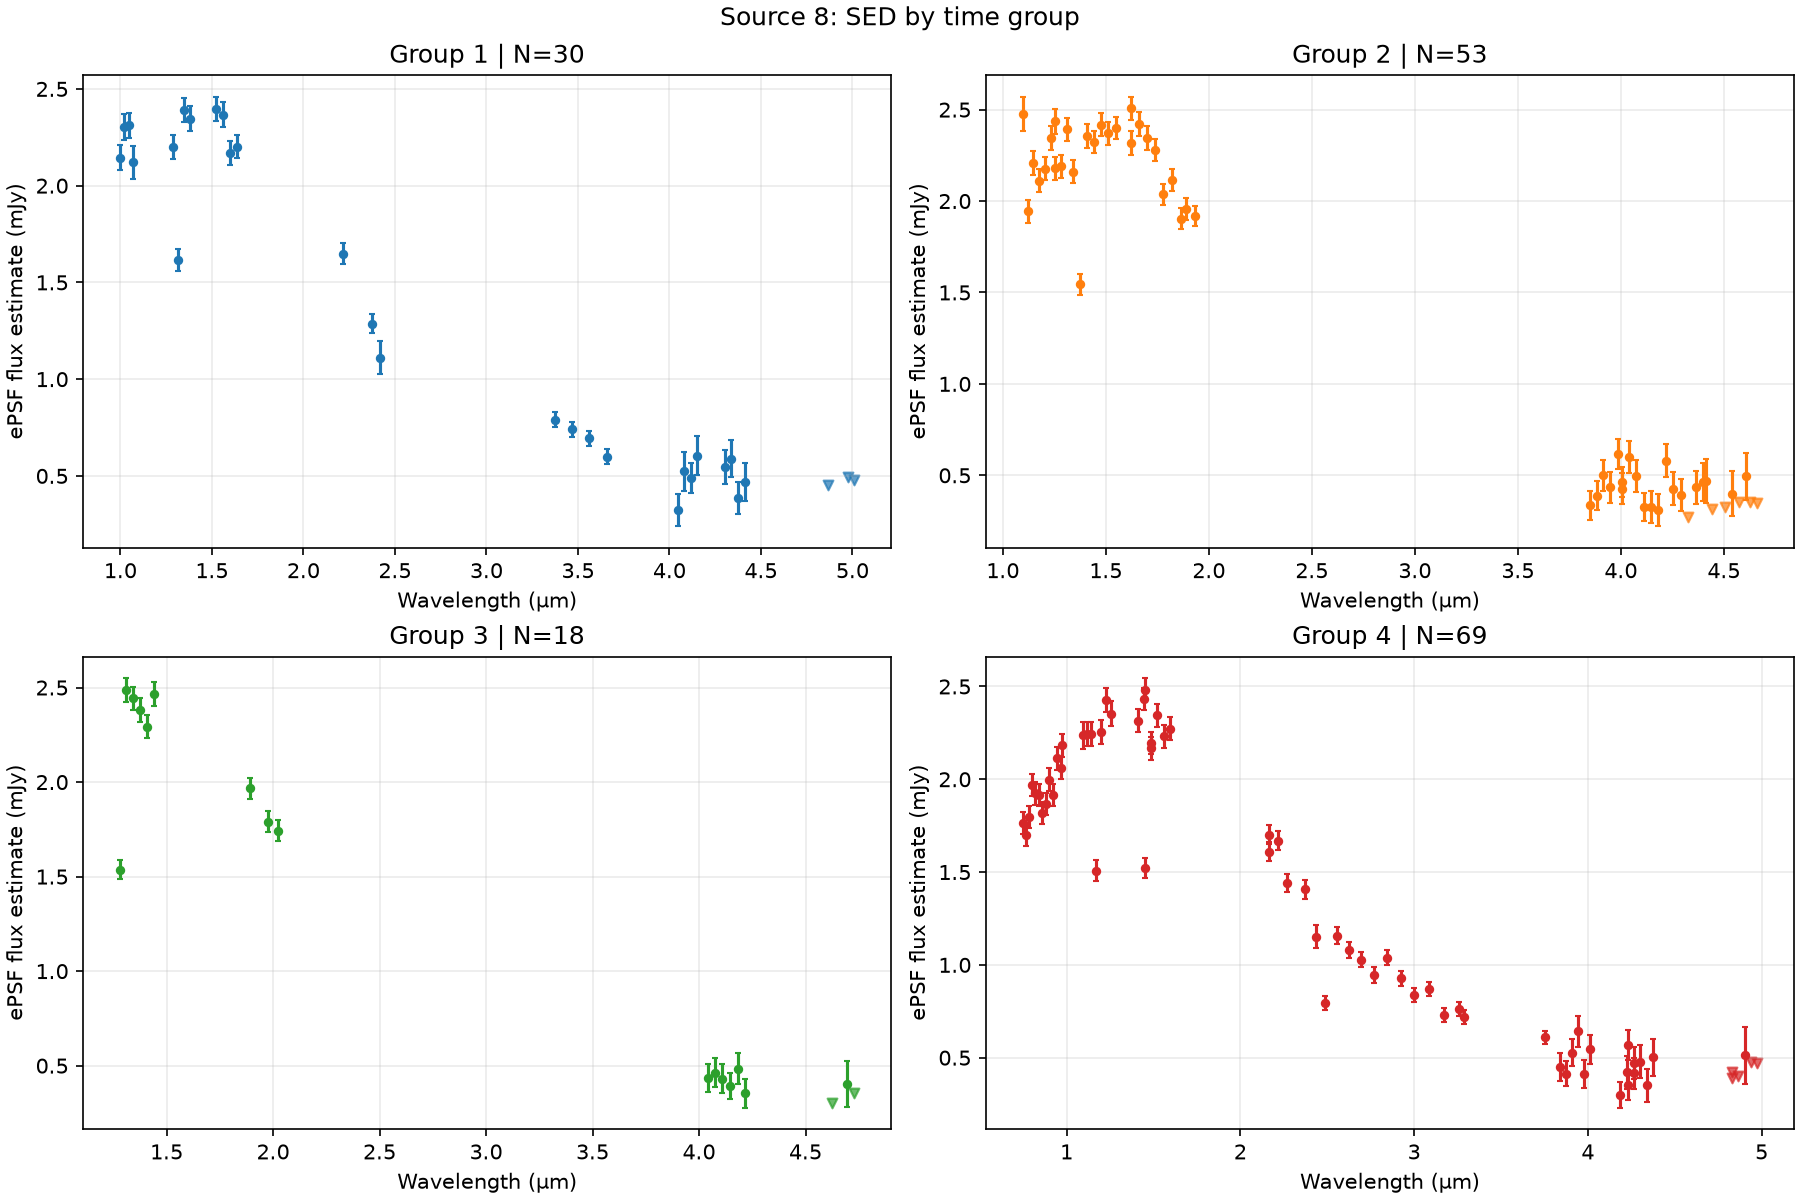 Source 8: SED by time group
Group 1 | N=30
ePSF flux estimate (mJy)
2.5
2.0
1.5
1.0
0.5
1.0 1.5 2.0 2.5 3.0 3.5 4.0 4.5 5.0
Wavelength (µm)
Group 2 | N=53
ePSF flux estimate (mJy)
2.5
2.0
1.5
1.0
0.5
1.0 1.5 2.0 2.5 3.0 3.5 4.0 4.5
Wavelength (µm)
Group 3 | N=18
ePSF flux estimate (mJy)
2.5
2.0
1.5
1.0
0.5
1.5 2.0 2.5 3.0 3.5 4.0 4.5
Wavelength (µm)
Group 4 | N=69
ePSF flux estimate (mJy)
2.5
2.0
1.5
1.0
0.5
1 2 3 4 5
Wavelength (µm)